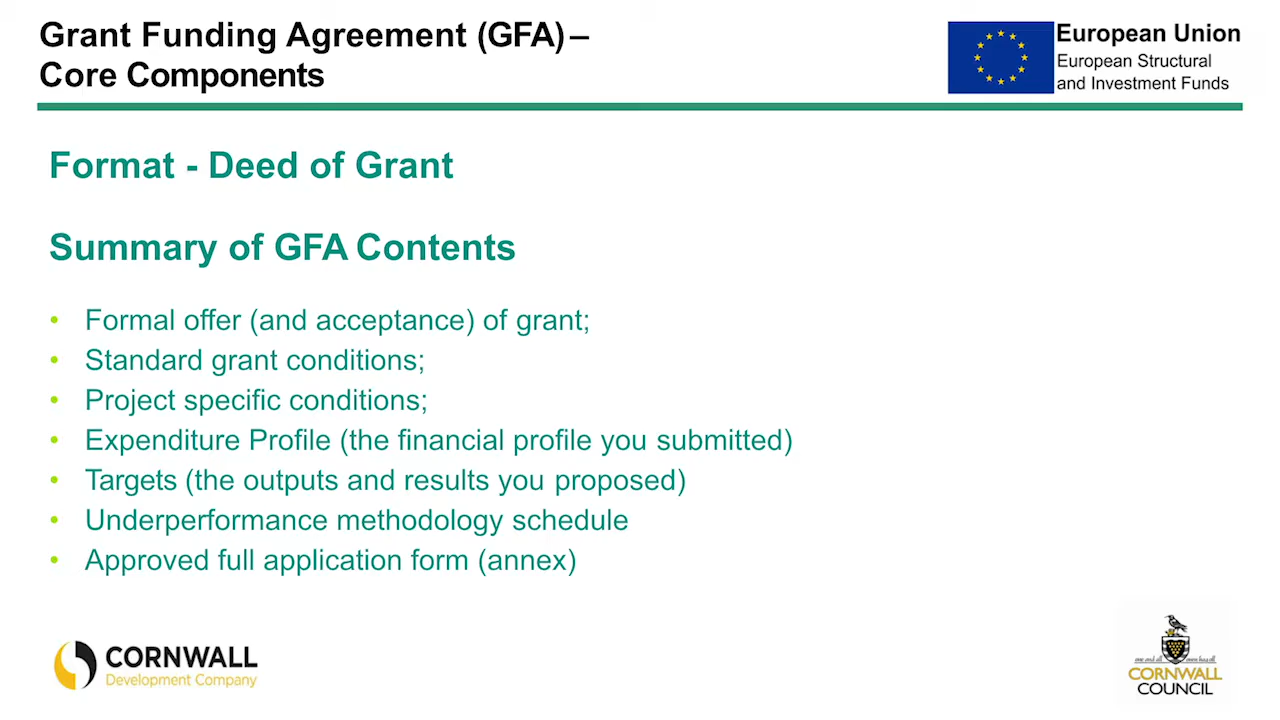 Grant Funding Agreement (GFA) –
Core Components
European Union
European Structural
and Investment Funds
Format - Deed of Grant
Summary of GFA Contents
• Formal offer (and acceptance) of grant;
• Standard grant conditions;
• Project specific conditions;
• Expenditure Profile (the financial profile you submitted)
• Targets (the outputs and results you proposed)
• Underperformance methodology schedule
• Approved full application form (annex)
CORNWALL
Development Company
one and all
CORNWALL
COUNCIL